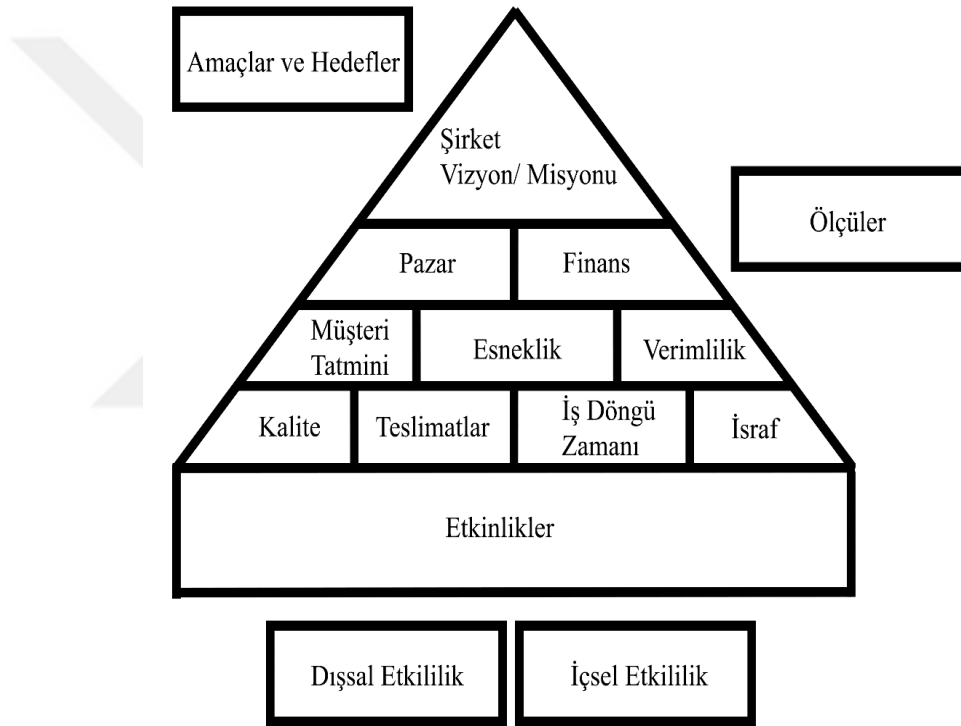 Amaçlar ve Hedefler
Şirket
Vizyon/ Misyonu
Ölçüler
Pazar
Finans
Müşteri
Tatmini
Esneklik
Verimlilik
Kalite
Teslimatlar
İş Döngü
Zamanı
İsraf
Etkinlikler
Dışsal Etkililik
İçsel Etkililik